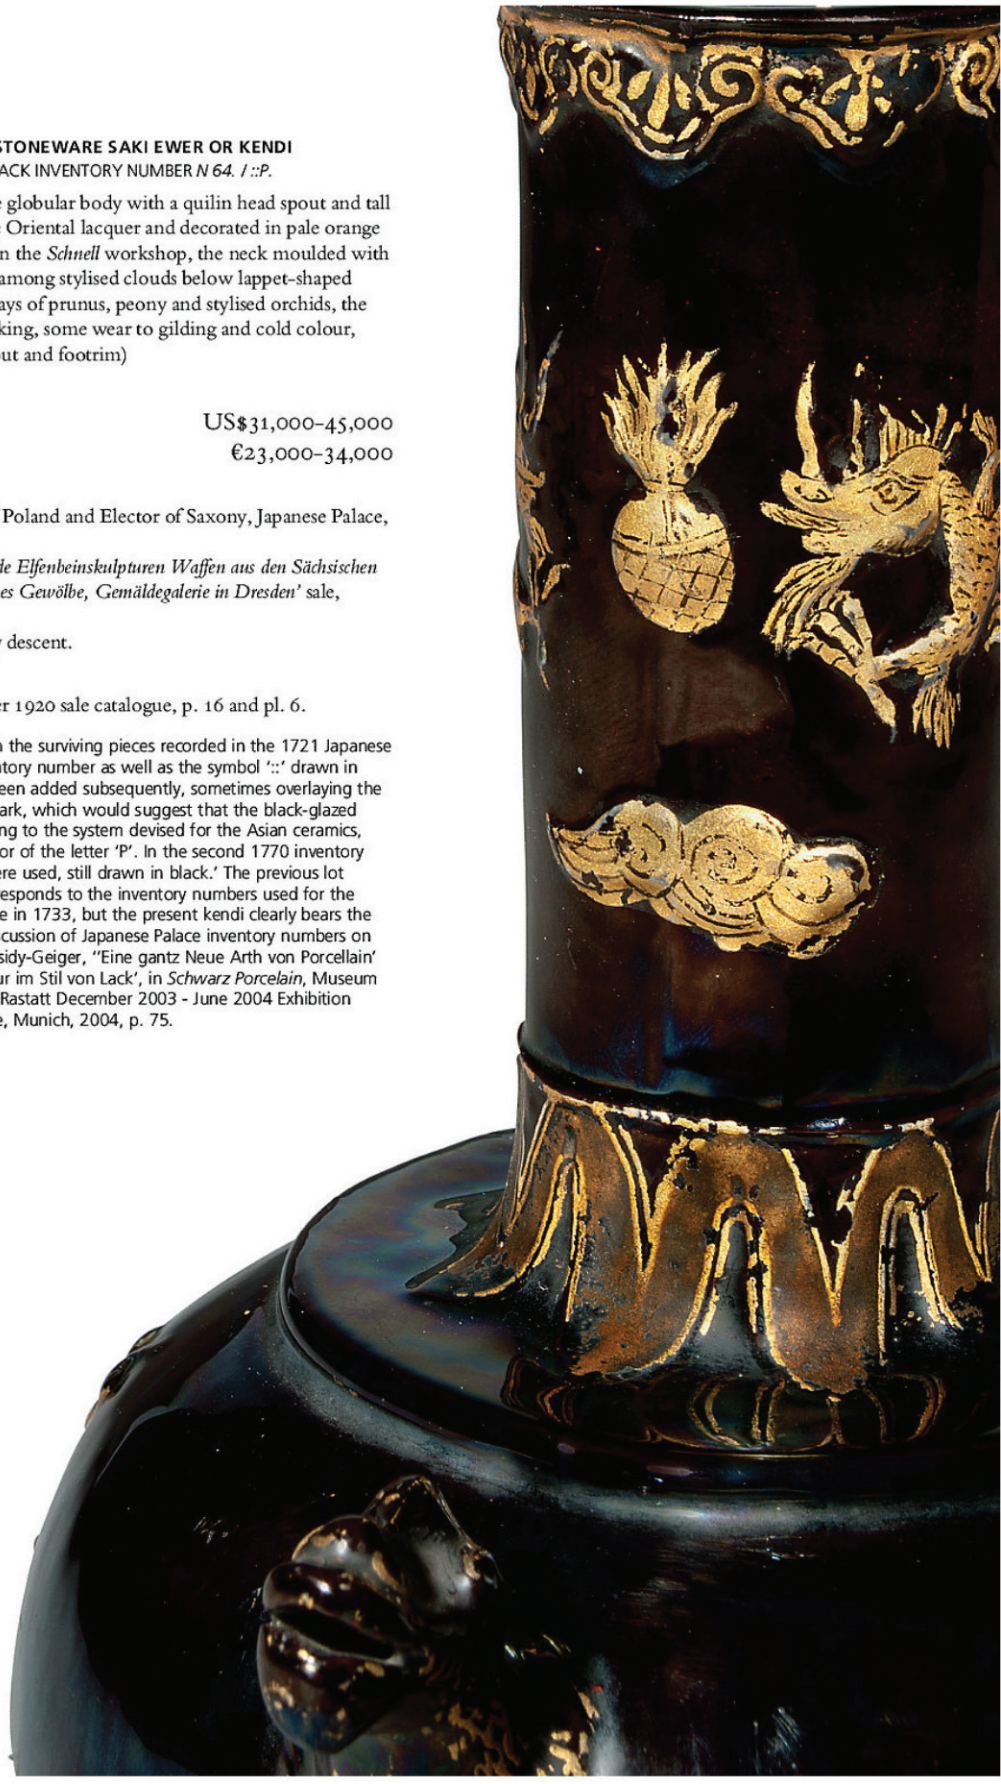 STONEWARE SAKI EWER OR KENDI
ACK INVENTORY NUMBER N 64. / ::P.
globular body with a quilin head spout and tall
Oriental lacquer and decorated in pale orange
n the Schnell workshop, the neck moulded with
among stylised clouds below lappet-shaped
ays of prunus, peony and stylised orchids, the
king, some wear to gilding and cold colour,
ut and footrim)
US$31,000–45,000
€23,000–34,000
Poland and Elector of Saxony, Japanese Palace,
de Elfenbeinskulpturen Waffen aus den Sächsischen
es Gewölbe, Gemäldegalerie in Dresden' sale,
descent.
er 1920 sale catalogue, p. 16 and pl. 6.
the surviving pieces recorded in the 1721 Japanese
ntory number as well as the symbol '::' drawn in
een added subsequently, sometimes overlaying the
ark, which would suggest that the black-glazed
ng to the system devised for the Asian ceramics,
or of the letter 'P'. In the second 1770 inventory
ere used, still drawn in black.' The previous lot
responds to the inventory numbers used for the
e in 1733, but the present kendi clearly bears the
scussion of Japanese Palace inventory numbers on
sidy-Geiger, ''Eine gantz Neue Arth von Porcellain'
ur im Stil von Lack', in Schwarz Porcelain, Museum
Rastatt December 2003 - June 2004 Exhibition
e, Munich, 2004, p. 75.